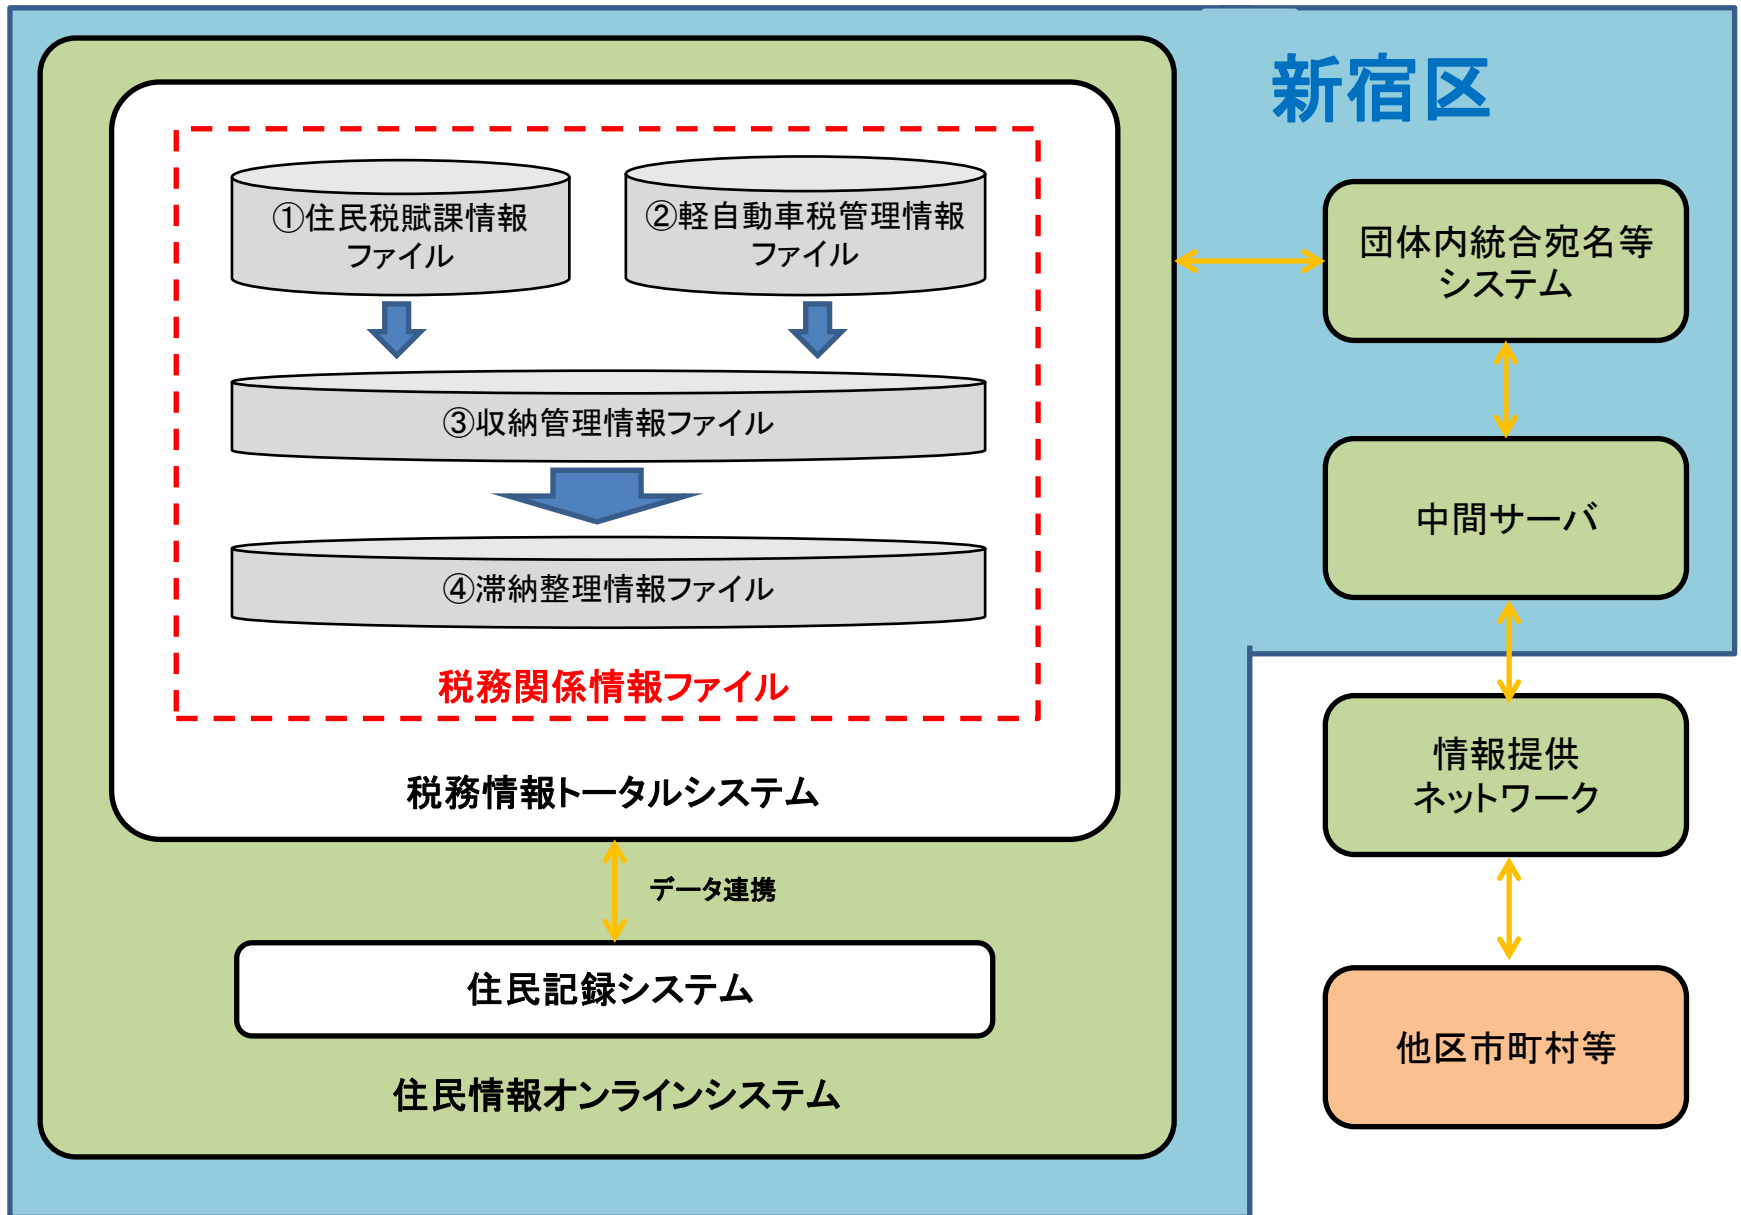 新宿区
①住民税賦課情報
ファイル
②軽自動車税管理情報
ファイル
③収納管理情報ファイル
④滞納整理情報ファイル
税務関係情報ファイル
税務情報トータルシステム
データ連携
住民記録システム
住民情報オンラインシステム
団体内統合宛名等
システム
中間サーバ
情報提供
ネットワーク
他区市町村等